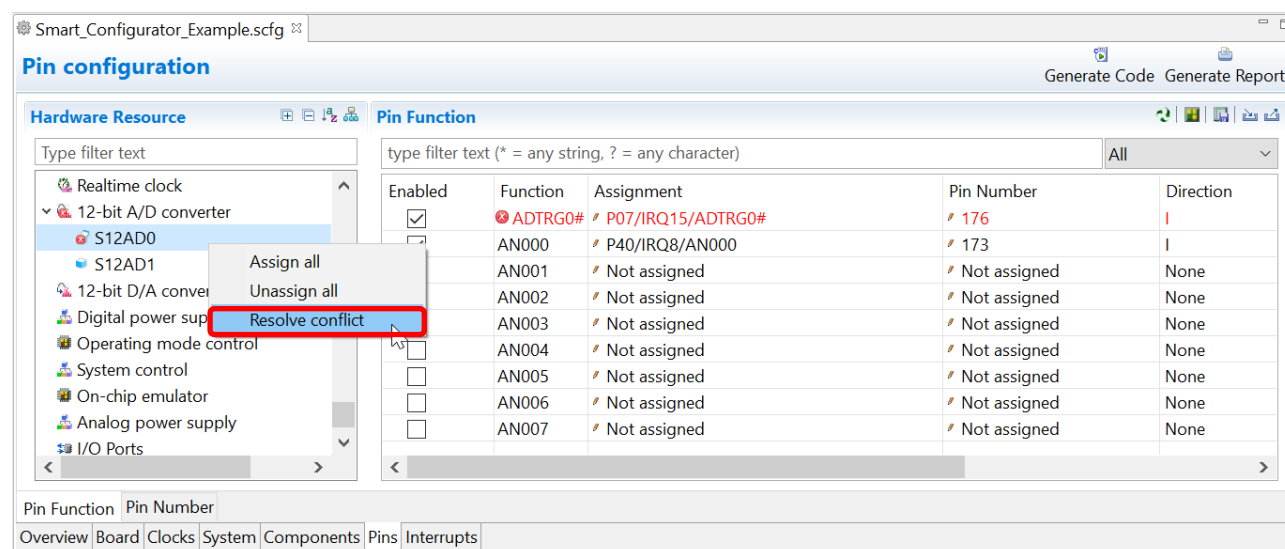 Smart_Configurator_Example.scfg
Pin configuration
Generate Code Generate Report
Hardware Resource
Type filter text
Realtime clock
12-bit A/D converter
S12AD0
S12AD1
12-bit D/A conver
Digital power sup
Operating mode control
System control
On-chip emulator
Analog power supply
I/O Ports
Assign all
Unassign all
Resolve conflict
Pin Function
type filter text (* = any string, ? = any character) All
Enabled Function Assignment Pin Number Direction
ADTRG0# P07/IRQ15/ADTRG0# 176 I
AN000 P40/IRQ8/AN000 173 I
AN001 Not assigned Not assigned None
AN002 Not assigned Not assigned None
AN003 Not assigned Not assigned None
AN004 Not assigned Not assigned None
AN005 Not assigned Not assigned None
AN006 Not assigned Not assigned None
AN007 Not assigned Not assigned None
Pin Function Pin Number
Overview Board Clocks System Components Pins Interrupts